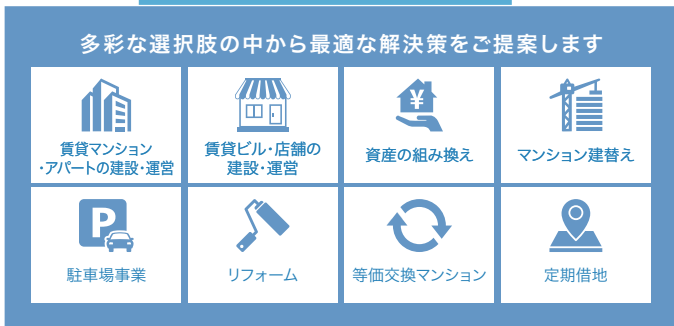 多彩な選択肢の中から最適な解決策をご提案します
賃貸マンション
・アパートの建設・運営
賃貸ビル・店舗の
建設・運営
¥
資産の組み換え
マンション建替え
P
駐車場事業
リフォーム
等価交換マンション
定期借地